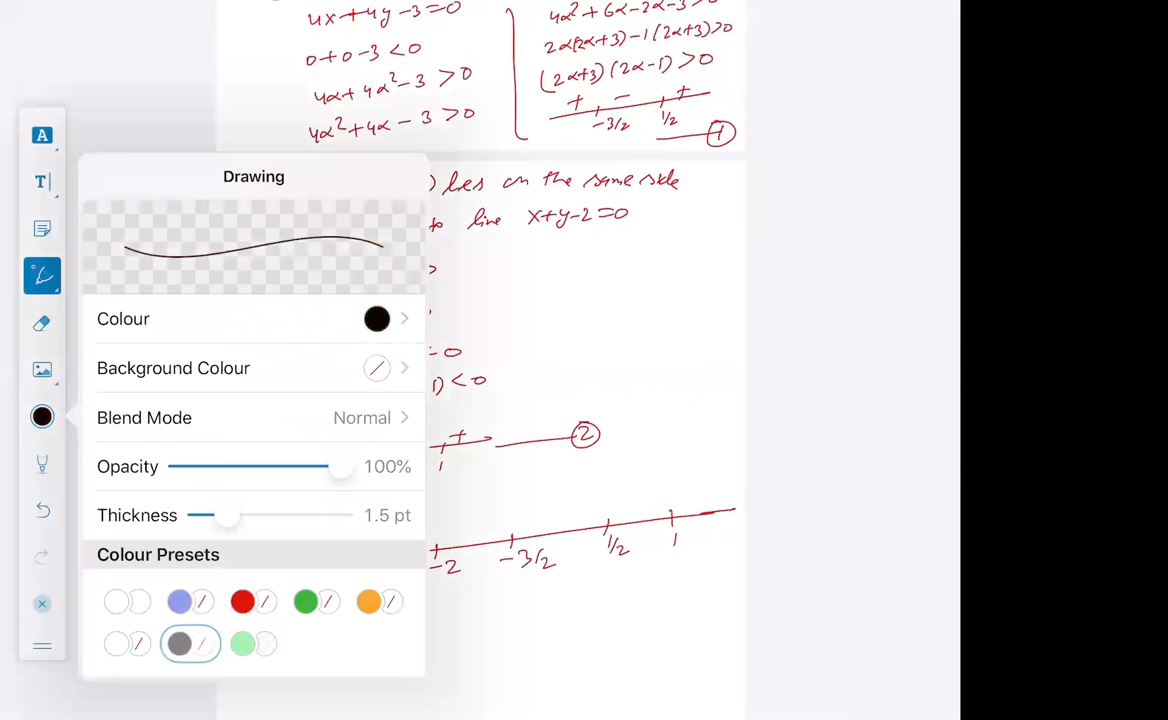 4x+4y-3=0
0+0-3<0
4α+4α²-3>0
4α²+4α-3>0
4α²+6α-2α-3>0
2α(2α+3)-1(2α+3)>0
(2α+3)(2α-1)>0
+ - +
-3/2 1/2
1
) lies on the same side
to line x+y-2=0
=0
1)<0
+
1
2
-2 -3/2 1/2 1
A
T
Drawing
Colour
Background Colour
Blend Mode Normal
Opacity 100%
Thickness 1.5 pt
Colour Presets